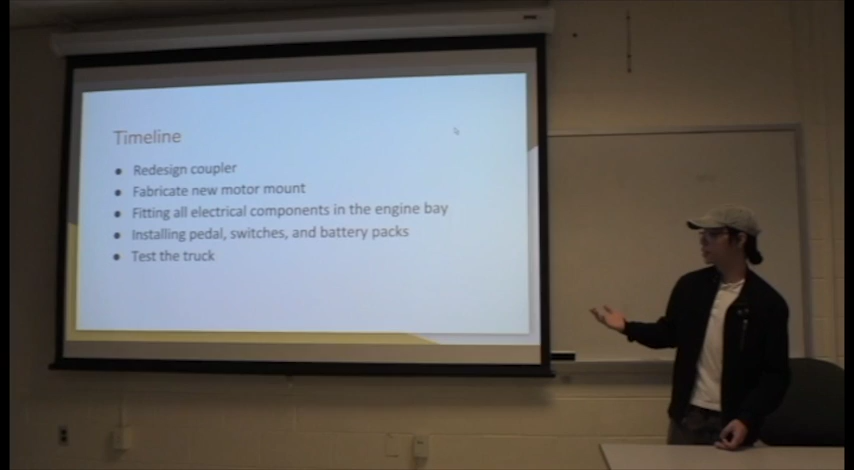 Timeline
● Redesign coupler
● Fabricate new motor mount
● Fitting all electrical components in the engine bay
● Installing pedal, switches, and battery packs
● Test the truck